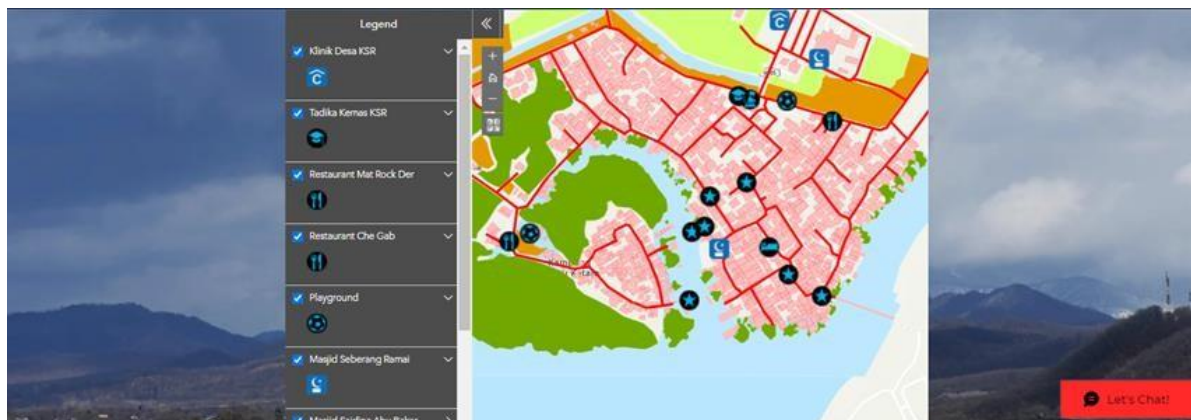 Legend
Klinik Desa KSR
C
Tadika Kemas KSR
Restaurant Mat Rock Der
Restaurant Che Gab
Playground
Masjid Seberang Ramai
C
Let's Chat!